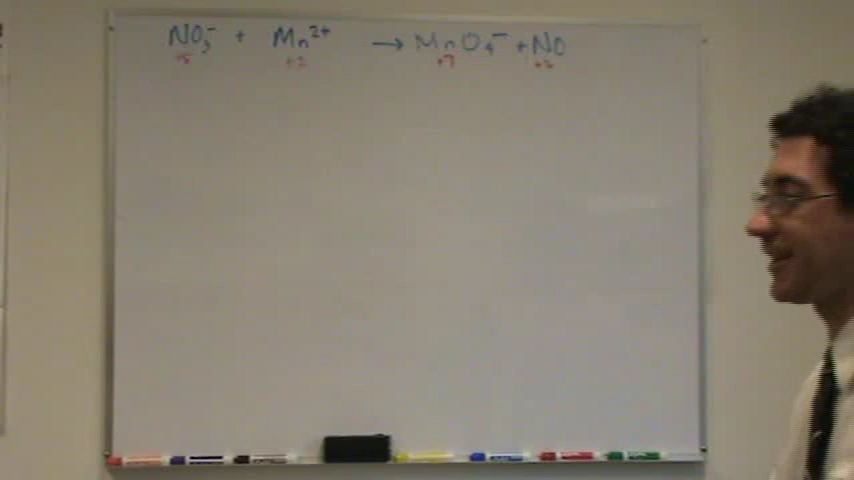 NO₃⁻ + Mn²⁺ → MnO₄⁻ + NO
+5 +2 +7 +2